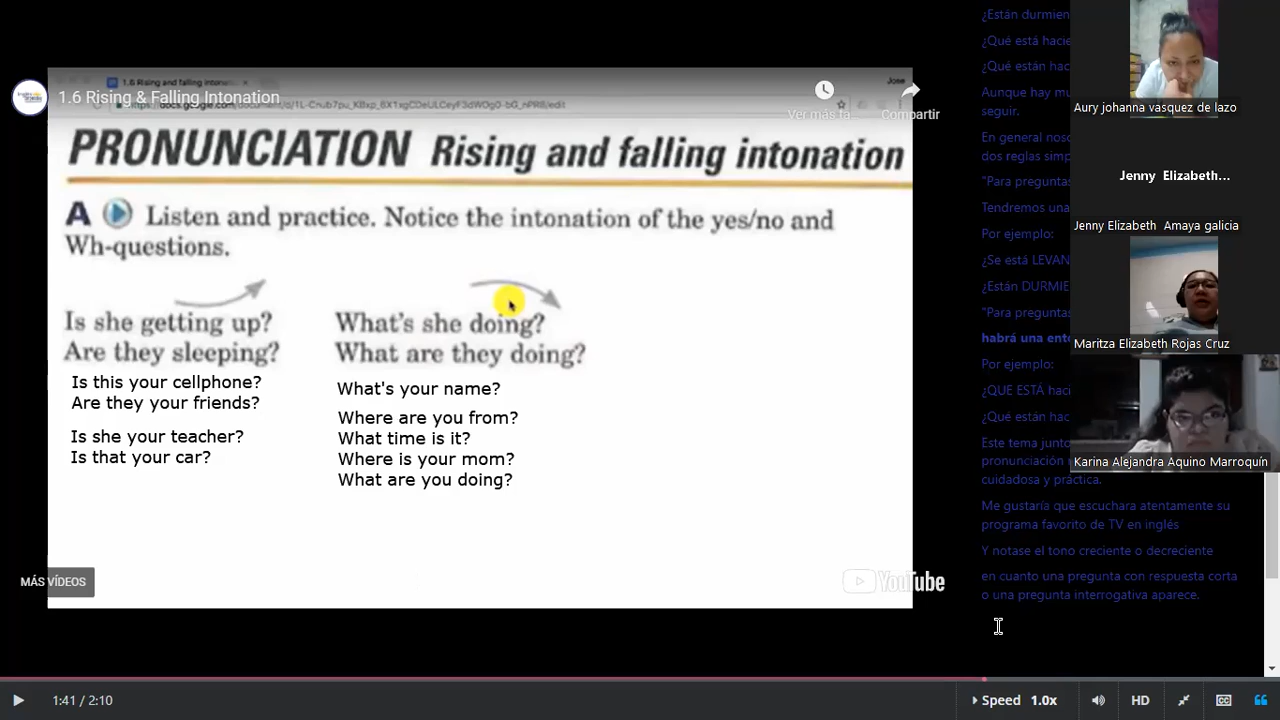 1.6 Rising and falling intona
Jose
1.6 Rising & Falling Intonation
Ver más ta...
Compartir
PRONUNCIATION Rising and falling intonation
A Listen and practice. Notice the intonation of the yes/no and
Wh-questions.
Is she getting up?
Are they sleeping?
Is this your cellphone?
Are they your friends?
Is she your teacher?
Is that your car?
What's she doing?
What are they doing?
What's your name?
Where are you from?
What time is it?
Where is your mom?
What are you doing?
MÁS VÍDEOS
YouTube
¿Están durmien
¿Qué está hacie
¿Qué están hac
Aunque hay mu
seguir.
En general noso
dos reglas simp
"Para preguntas
Tendremos una
Por ejemplo:
¿Se está LEVAN
¿Están DURMIE
"Para preguntas
habrá una ento
Por ejemplo:
¿QUE ESTÁ haci
¿Qué están hac
Este tema junto
pronunciación
cuidadosa y práctica.
Me gustaría que escuchara atentamente su
programa favorito de TV en inglés
Y notase el tono creciente o decreciente
en cuanto una pregunta con respuesta corta
o una pregunta interrogativa aparece.
Aury johanna vasquez de lazo
Jenny Elizabeth...
Jenny Elizabeth Amaya galicia
Maritza Elizabeth Rojas Cruz
Karina Alejandra Aquino Marroquín
1:41 / 2:10
Speed 1.0x
HD
CC